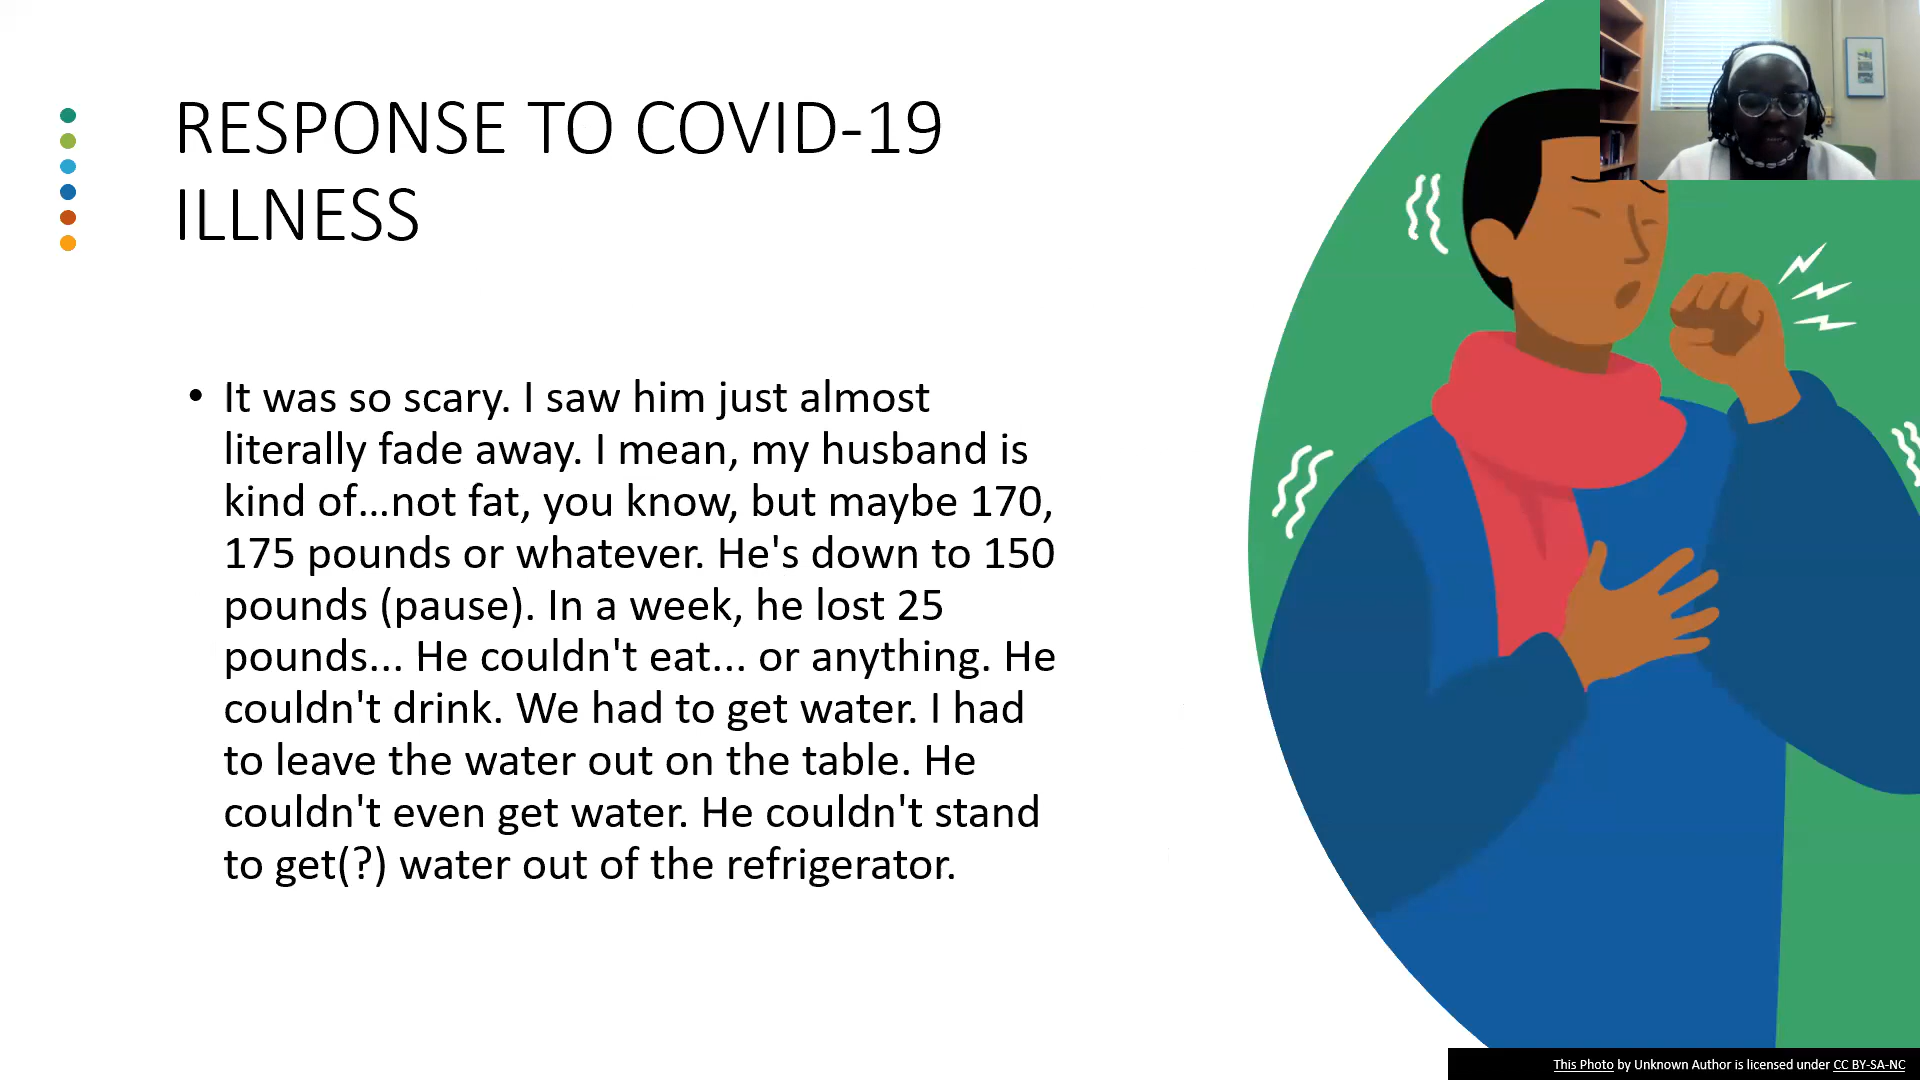 RESPONSE TO COVID-19
ILLNESS
• It was so scary. I saw him just almost
literally fade away. I mean, my husband is
kind of…not fat, you know, but maybe 170,
175 pounds or whatever. He's down to 150
pounds (pause). In a week, he lost 25
pounds... He couldn't eat... or anything. He
couldn't drink. We had to get water. I had
to leave the water out on the table. He
couldn't even get water. He couldn't stand
to get(?) water out of the refrigerator.
This Photo by Unknown Author is licensed under CC BY-SA-NC